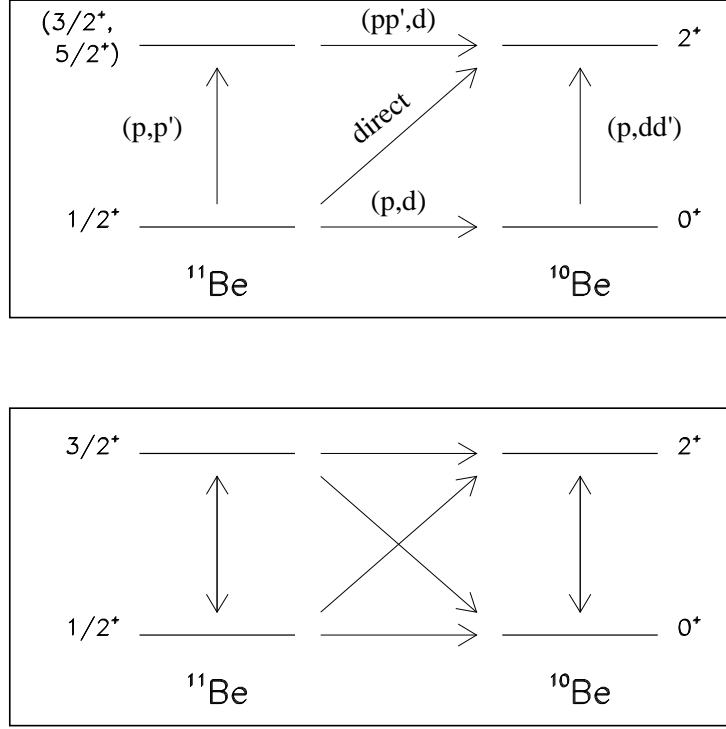 (3/2⁺,
5/2⁺)
(pp',d)
2⁺
(p,p')
direct
(p,dd')
1/2⁺
(p,d)
0⁺
¹¹Be
¹⁰Be
3/2⁺
2⁺
1/2⁺
0⁺
¹¹Be
¹⁰Be